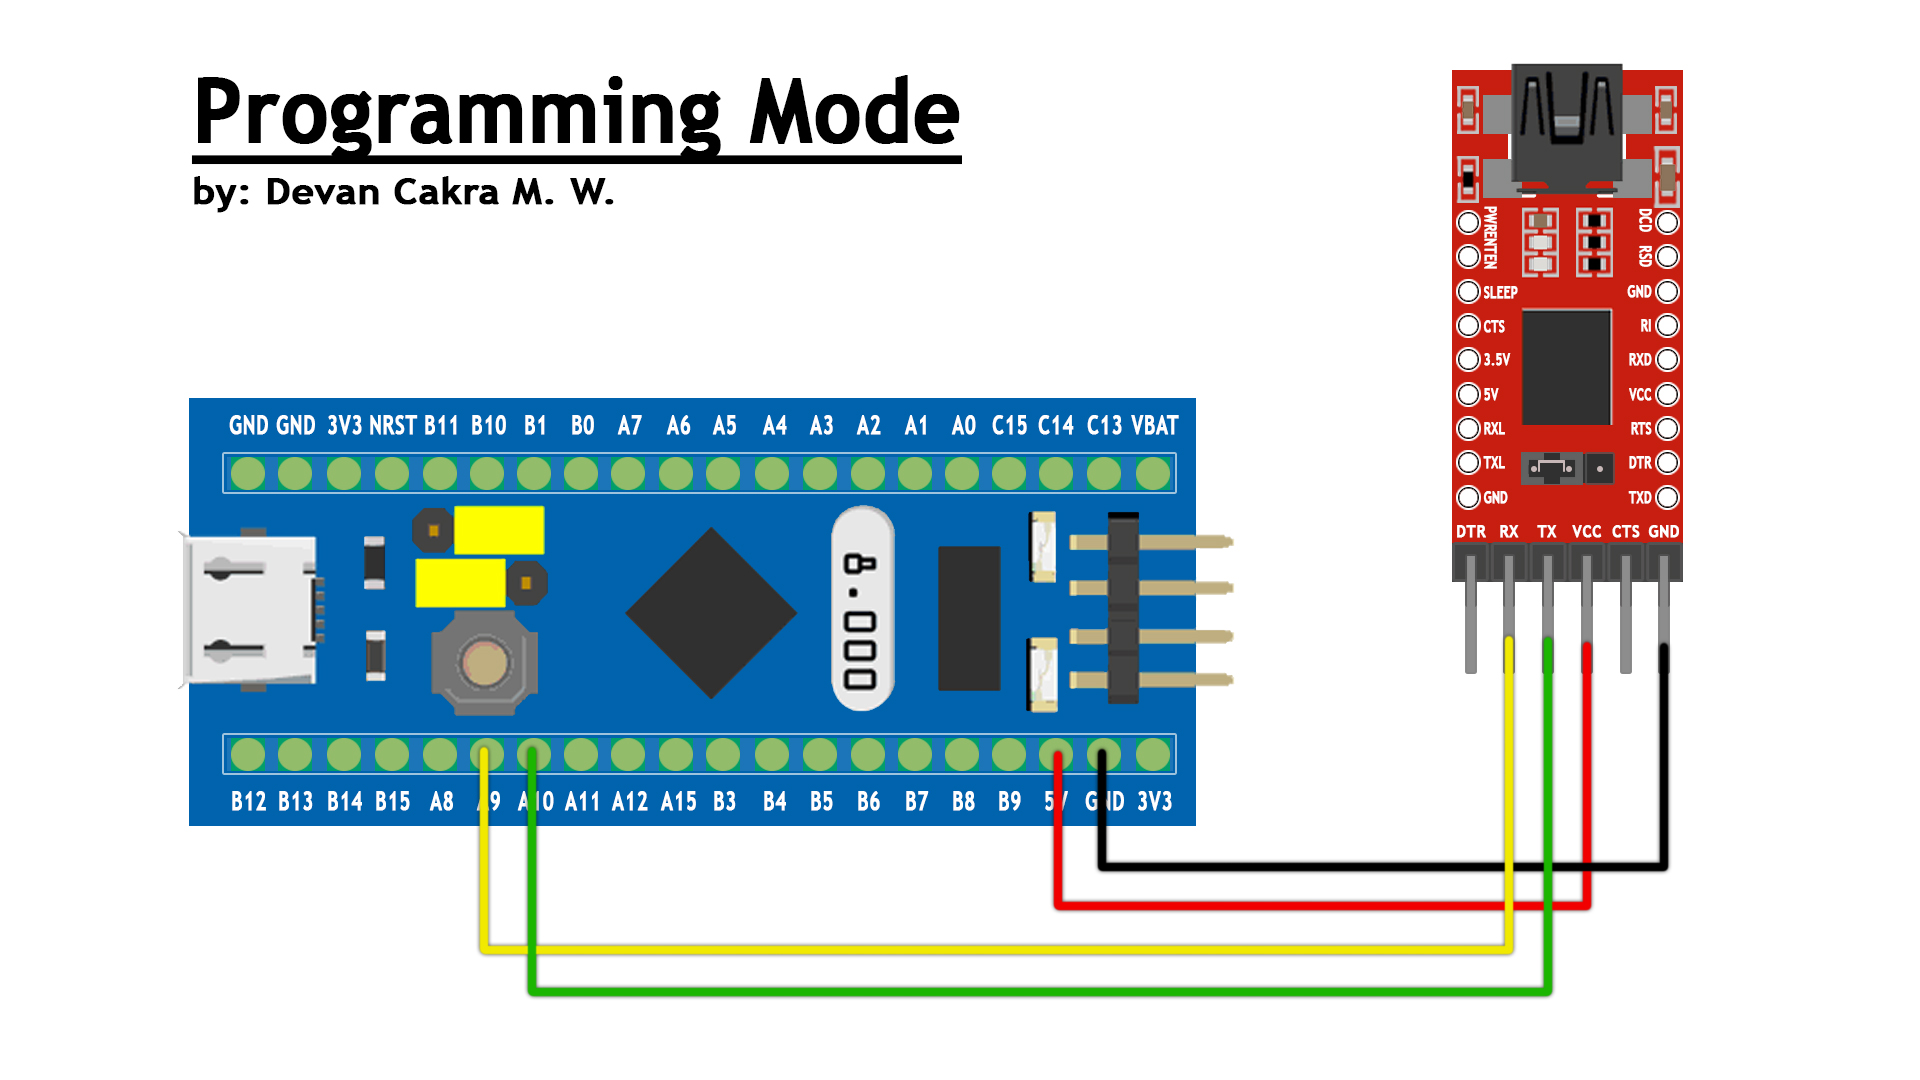 Programming Mode
by: Devan Cakra M. W.
GND GND 3V3 NRST B11 B10 B1 B0 A7 A6 A5 A4 A3 A2 A1 A0 C15 C14 C13 VBAT
B12 B13 B14 B15 A8 A9 A10 A11 A12 A15 B3 B4 B5 B6 B7 B8 B9 5V GND 3V3
PWRENTEN
SLEEP
CTS
3.5V
5V
RXL
TXL
GND
DCD
RSD
GND
RI
RXD
VCC
RTS
DTR
TXD
DTR RX TX VCC CTS GND